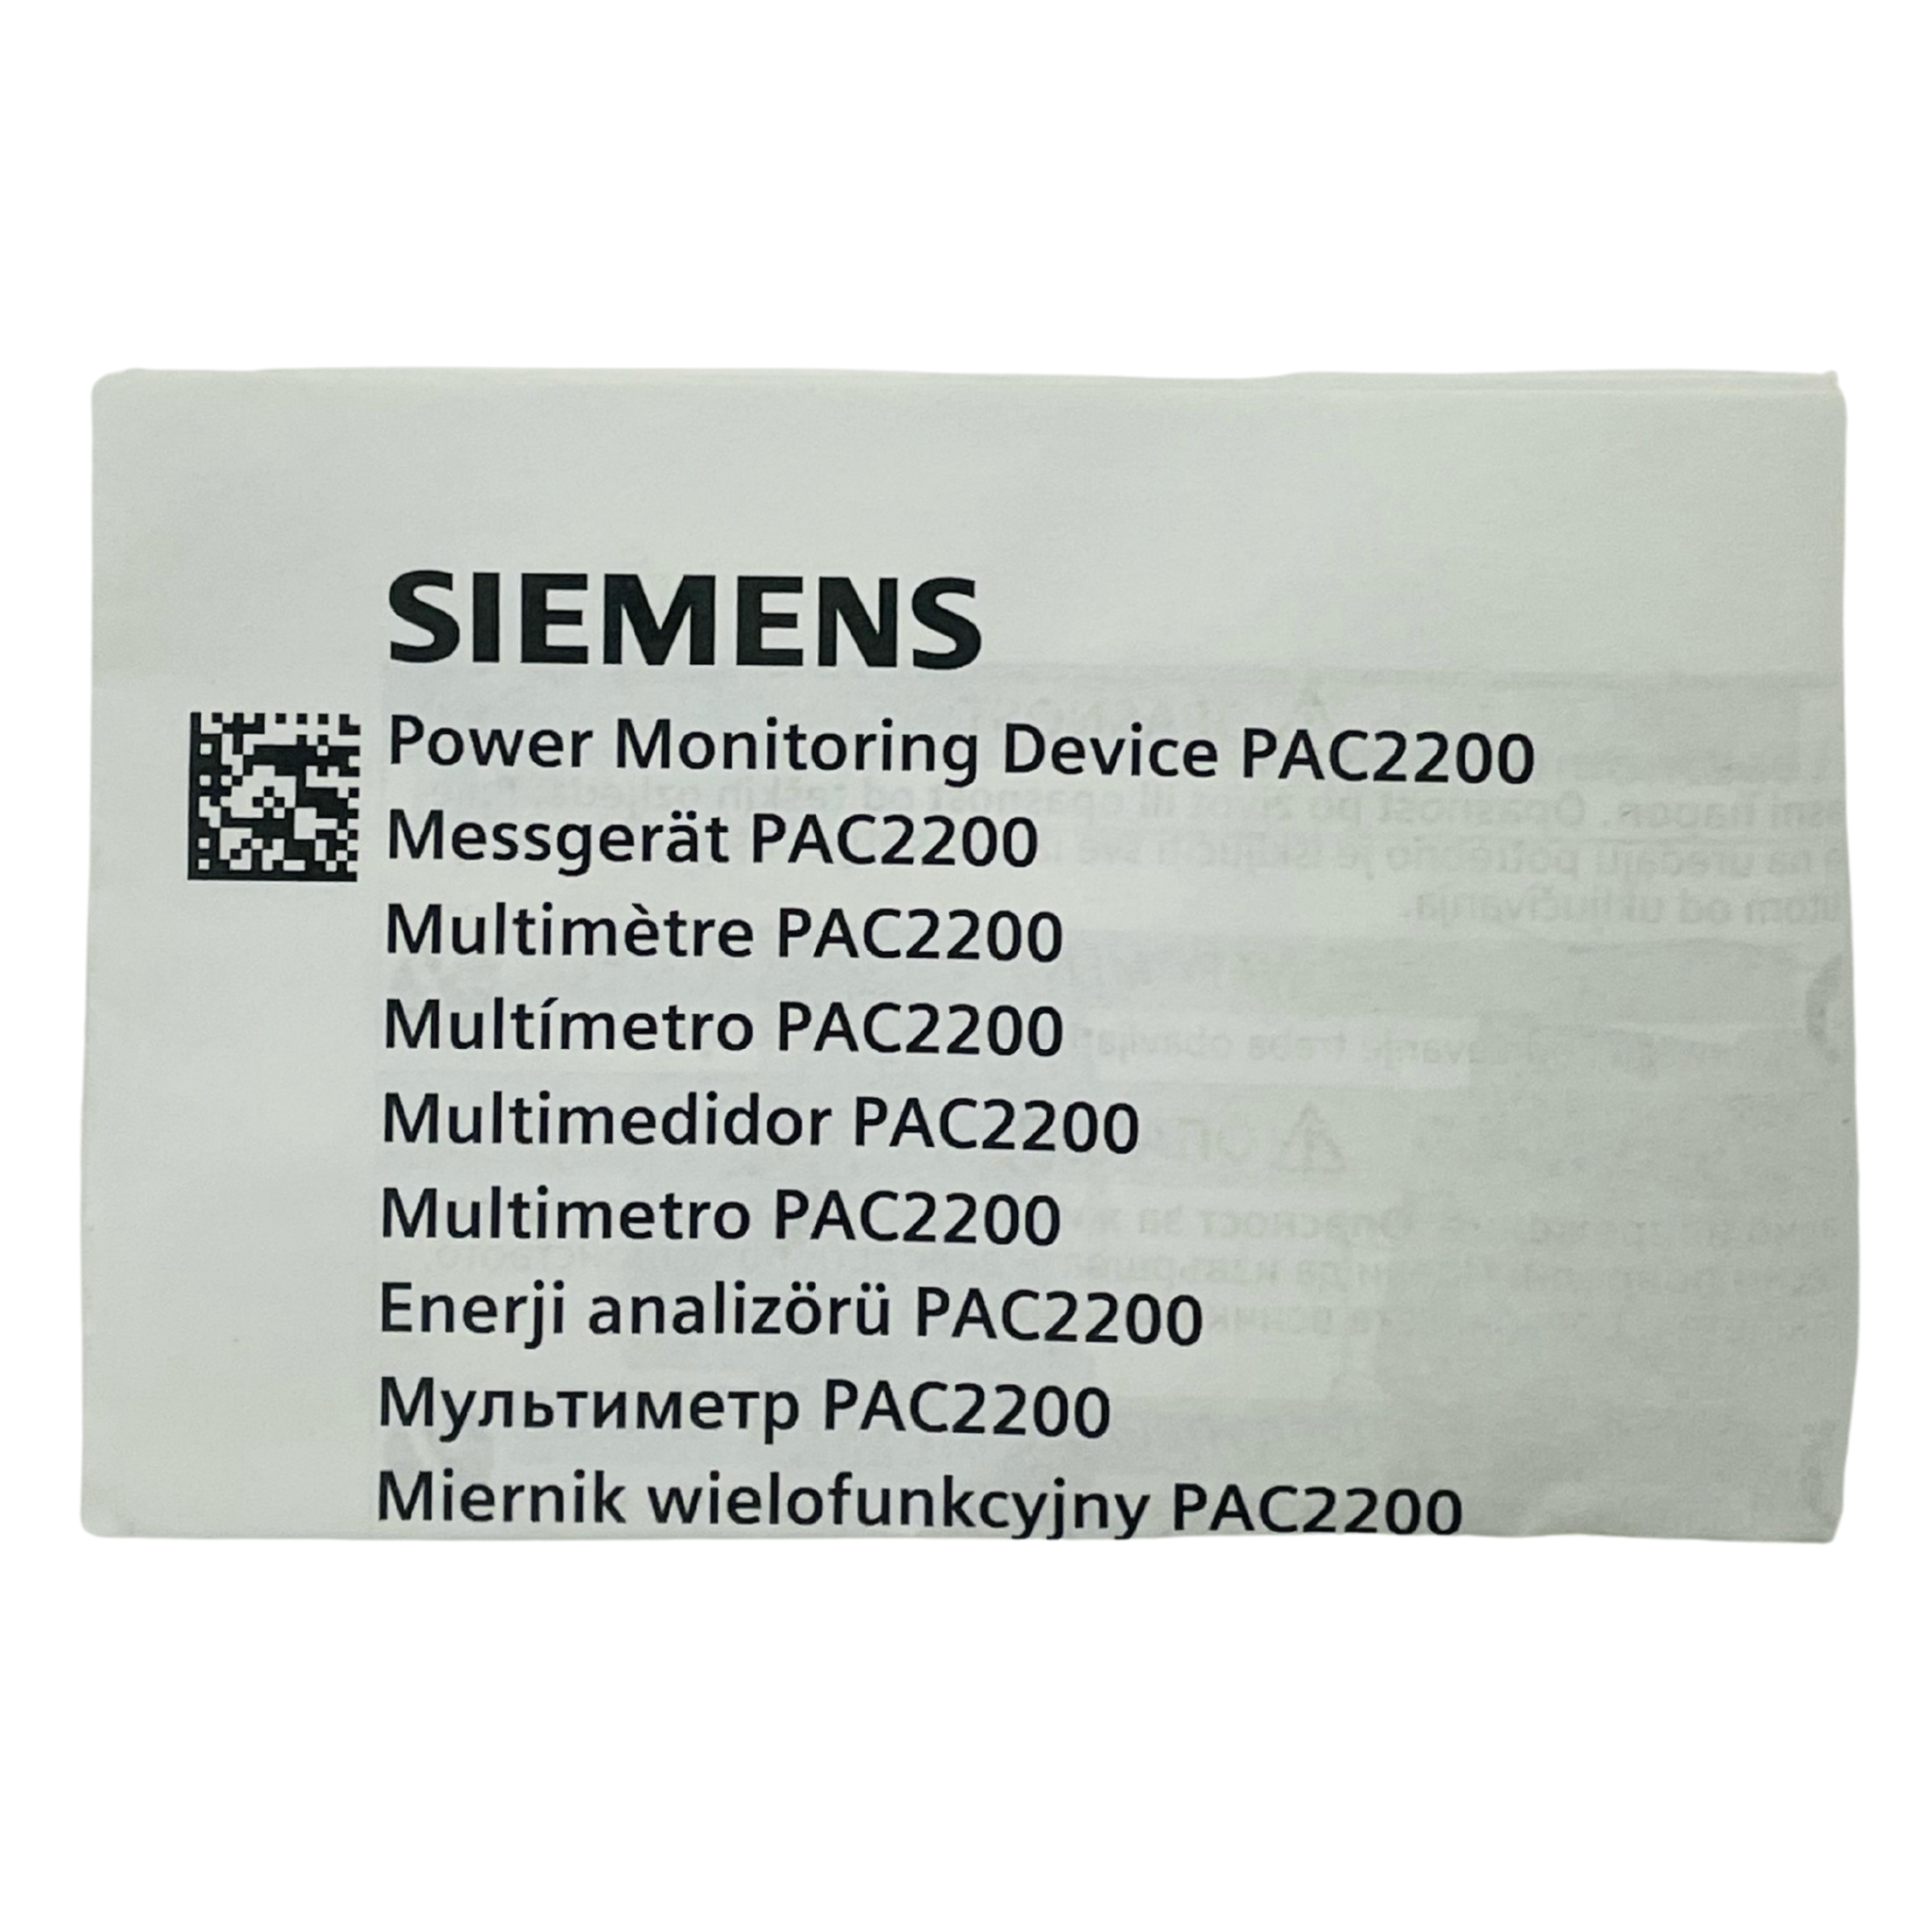 SIEMENS
Power Monitoring Device PAC2200
Messgerät PAC2200
Multimètre PAC2200
Multímetro PAC2200
Multimedidor PAC2200
Multimetro PAC2200
Enerji analizörü PAC2200
Мультиметр PAC2200
Miernik wielofunkcyjny PAC2200